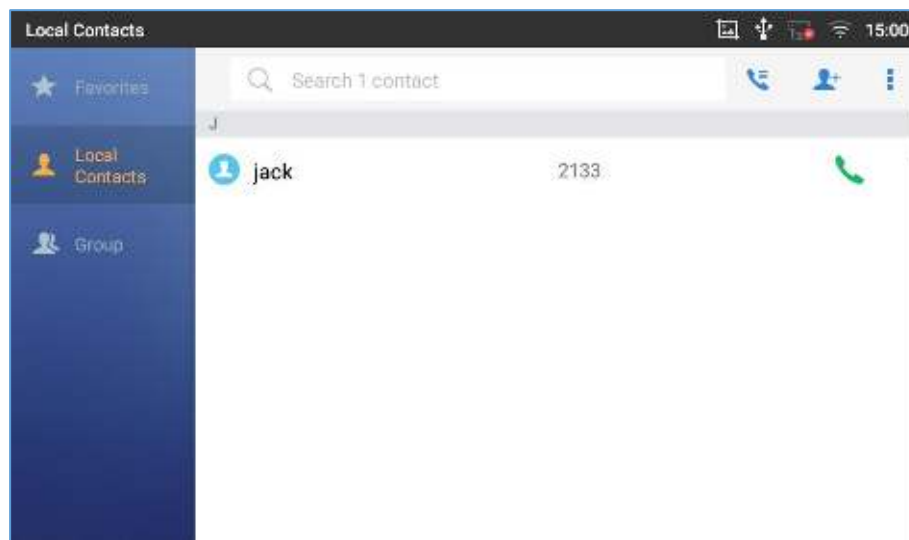 Local Contacts
15:00
Favorites
Search 1 contact
J
Local
Contacts
jack
2133
Group